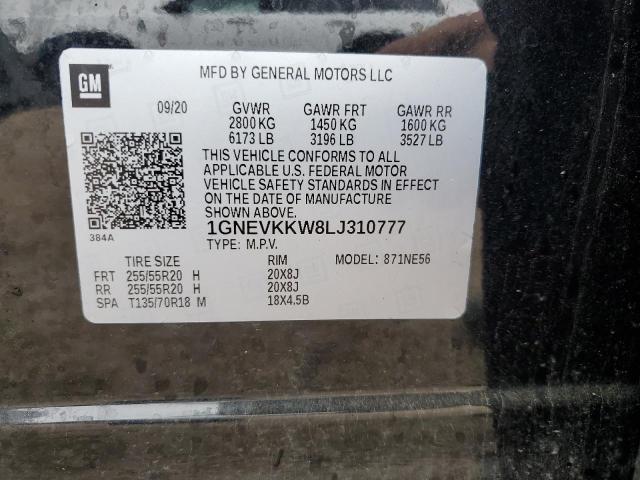 GM
MFD BY GENERAL MOTORS LLC
09/20 GVWR GAWR FRT GAWR RR
2800 KG 1450 KG 1600 KG
6173 LB 3196 LB 3527 LB
THIS VEHICLE CONFORMS TO ALL
APPLICABLE U.S. FEDERAL MOTOR
VEHICLE SAFETY STANDARDS IN EFFECT
ON THE DATE OF MANUFACTURE
SHOWN ABOVE.
384A
1GNEVKKW8LJ310777
TYPE: M.P.V.
TIRE SIZE RIM MODEL: 871NE56
FRT 255/55R20 H 20X8J
RR 255/55R20 H 20X8J
SPA T135/70R18 M 18X4.5B